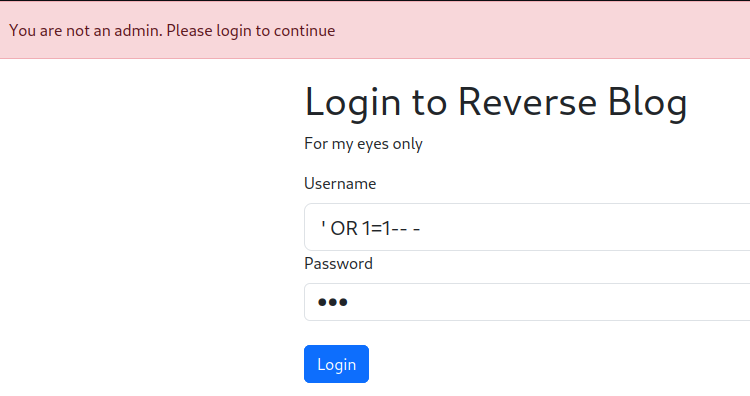 You are not an admin. Please login to continue
Login to Reverse Blog
For my eyes only
Username
' OR 1=1-- -
Password
•••
Login